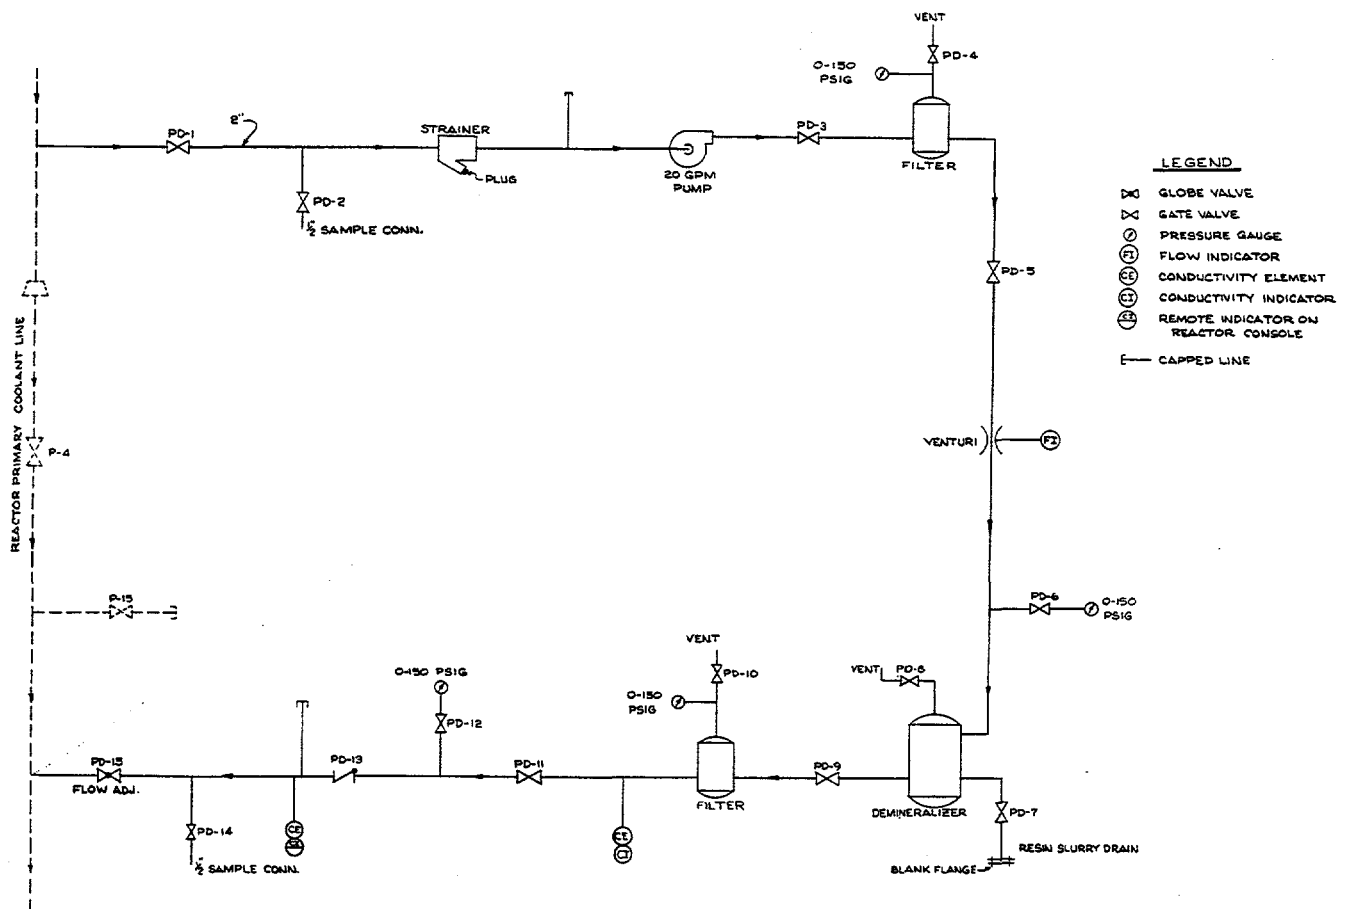 VENT
PD-4
0-150
PSIG
PD-1
2"
STRAINER
PLUG
PD-2
1/2" SAMPLE CONN.
20 GPM
PUMP
PD-3
FILTER
PD-5
LEGEND
GLOBE VALVE
GATE VALVE
PRESSURE GAUGE
FI FLOW INDICATOR
CE CONDUCTIVITY ELEMENT
CI CONDUCTIVITY INDICATOR
CI REMOTE INDICATOR ON
REACTOR CONSOLE
CAPPED LINE
REACTOR PRIMARY COOLANT LINE
P-4
VENTURI
FI
P-15
PD-6
0-150
PSIG
VENT
PD-10
0-150
PSIG
FILTER
VENT
PD-8
DEMINERALIZER
PD-7
RESIN SLURRY DRAIN
BLANK FLANGE
PD-9
0-150 PSIG
PD-12
PD-11
CE
CI
PD-13
CE
CI
PD-15
FLOW ADJ.
PD-14
1/2" SAMPLE CONN.